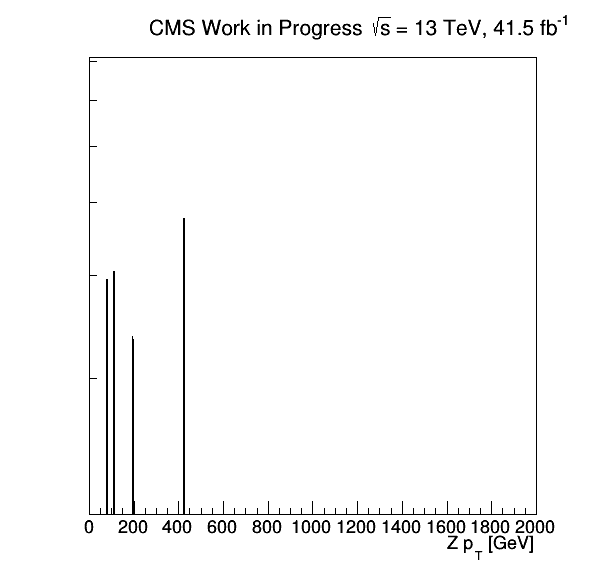 CMS Work in Progress √s = 13 TeV, 41.5 fb⁻¹
0 200 400 600 800 1000 1200 1400 1600 1800 2000
Z p_T [GeV]